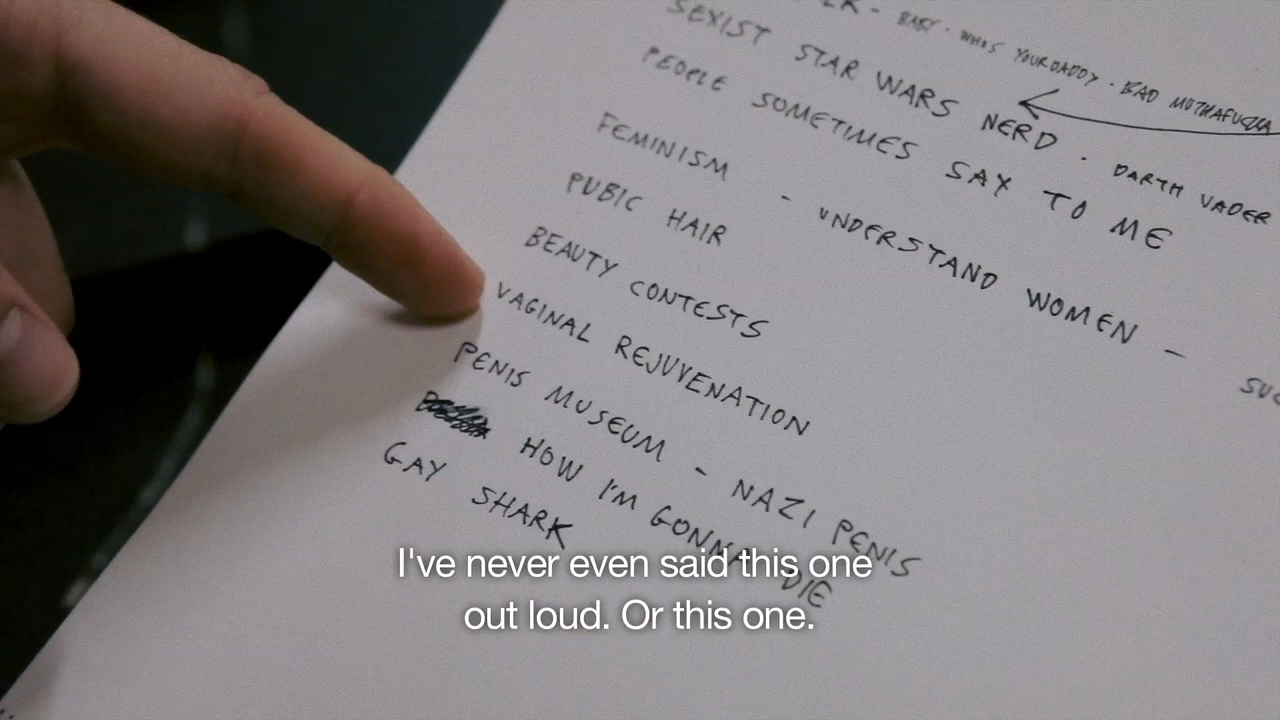 BABY · WHO'S YOUR DADDY · BAD MUTHAFUCKA
SEXIST STAR WARS NERD · DARTH VADER
PEOPLE SOMETIMES SAY TO ME
FEMINISM - UNDERSTAND WOMEN -
PUBIC HAIR
BEAUTY CONTESTS
VAGINAL REJUVENATION
PENIS MUSEUM - NAZI PENIS
HOW I'M GONNA DIE
GAY SHARK
I've never even said this one
out loud. Or this one.